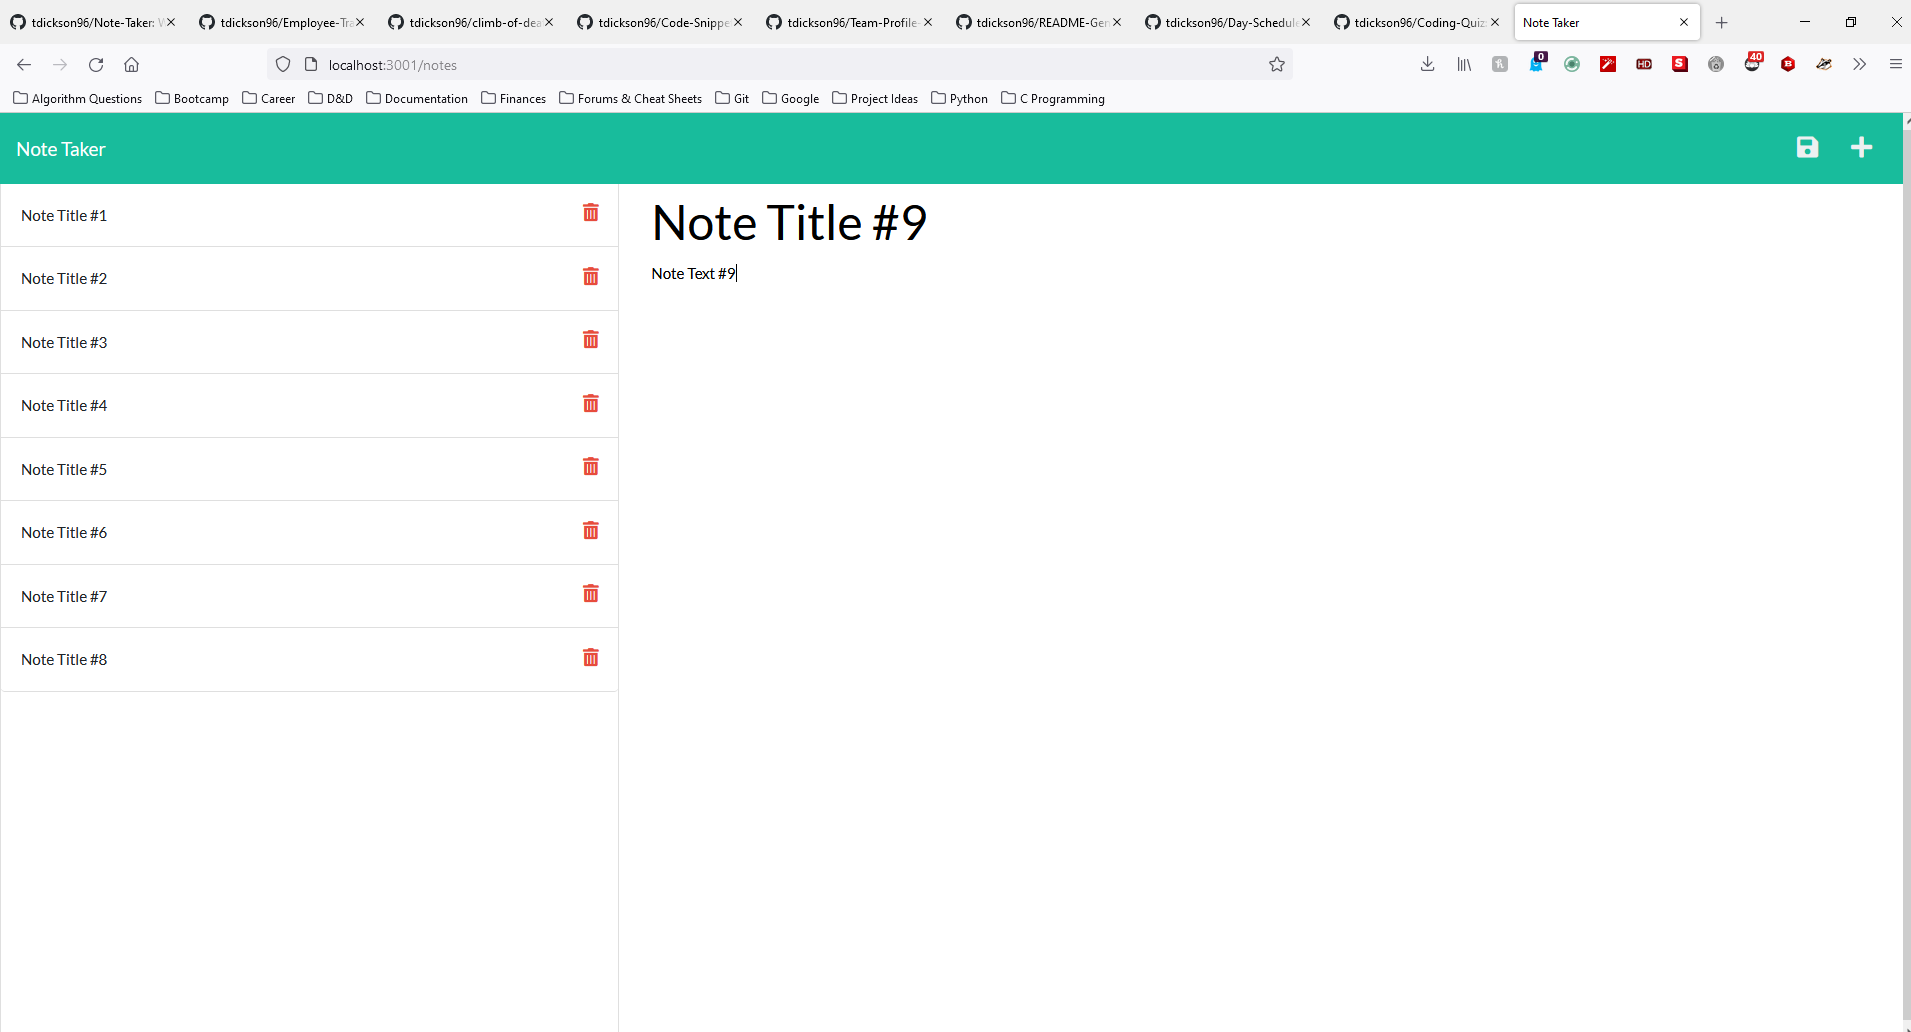 tdickson96/Note-Taker: W
tdickson96/Employee-Tra
tdickson96/climb-of-dea
tdickson96/Code-Snippe
tdickson96/Team-Profile-
tdickson96/README-Gen
tdickson96/Day-Schedule
tdickson96/Coding-Quiz
Note Taker
localhost:3001/notes
HD
0
S
40
B
Algorithm Questions
Bootcamp
Career
D&D
Documentation
Finances
Forums & Cheat Sheets
Git
Google
Project Ideas
Python
C Programming
Note Taker
Note Title #1
Note Title #2
Note Title #3
Note Title #4
Note Title #5
Note Title #6
Note Title #7
Note Title #8
Note Title #9
Note Text #9